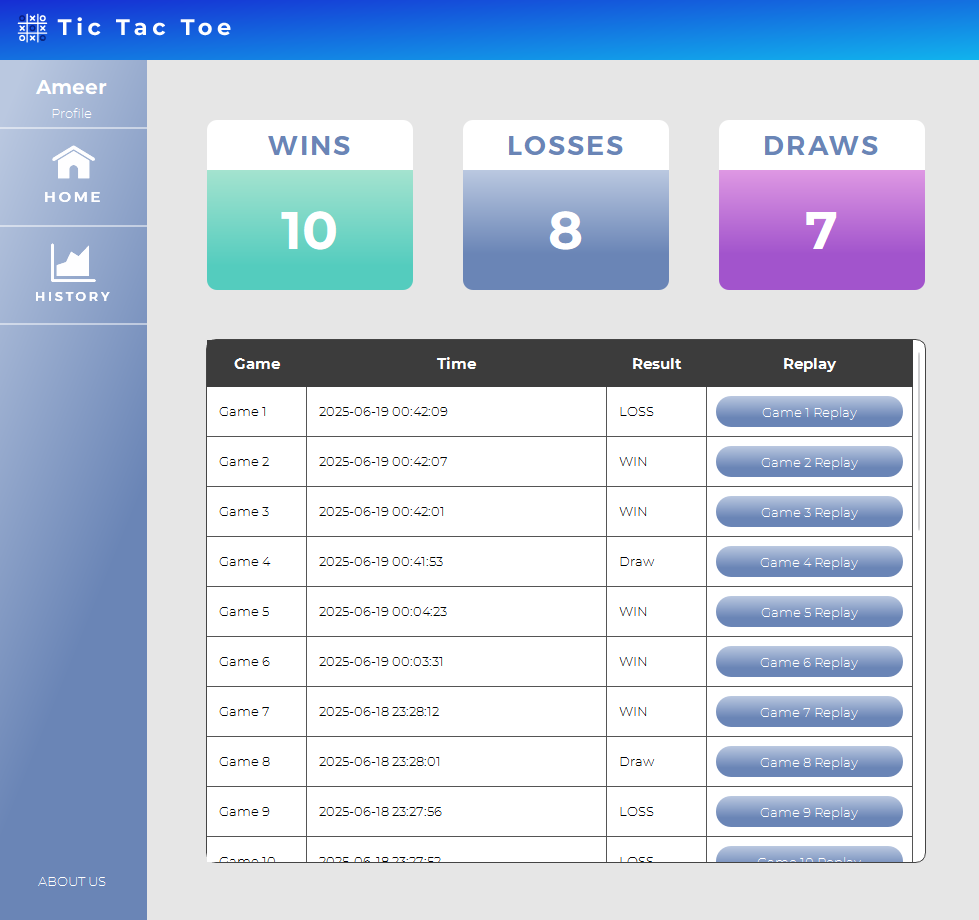 Tic Tac Toe
Ameer
Profile
HOME
HISTORY
ABOUT US
WINS
10
LOSSES
8
DRAWS
7
Game Time Result Replay
Game 1 2025-06-19 00:42:09 LOSS Game 1 Replay
Game 2 2025-06-19 00:42:07 WIN Game 2 Replay
Game 3 2025-06-19 00:42:01 WIN Game 3 Replay
Game 4 2025-06-19 00:41:53 Draw Game 4 Replay
Game 5 2025-06-19 00:04:23 WIN Game 5 Replay
Game 6 2025-06-19 00:03:31 WIN Game 6 Replay
Game 7 2025-06-18 23:28:12 WIN Game 7 Replay
Game 8 2025-06-18 23:28:01 Draw Game 8 Replay
Game 9 2025-06-18 23:27:56 LOSS Game 9 Replay
Game 10 2025-06-18 23:27:52 LOSS Game 10 Replay